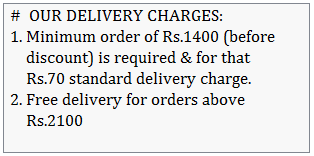 # OUR DELIVERY CHARGES:
1. Minimum order of Rs.1400 (before
discount) is required & for that
Rs.70 standard delivery charge.
2. Free delivery for orders above
Rs.2100